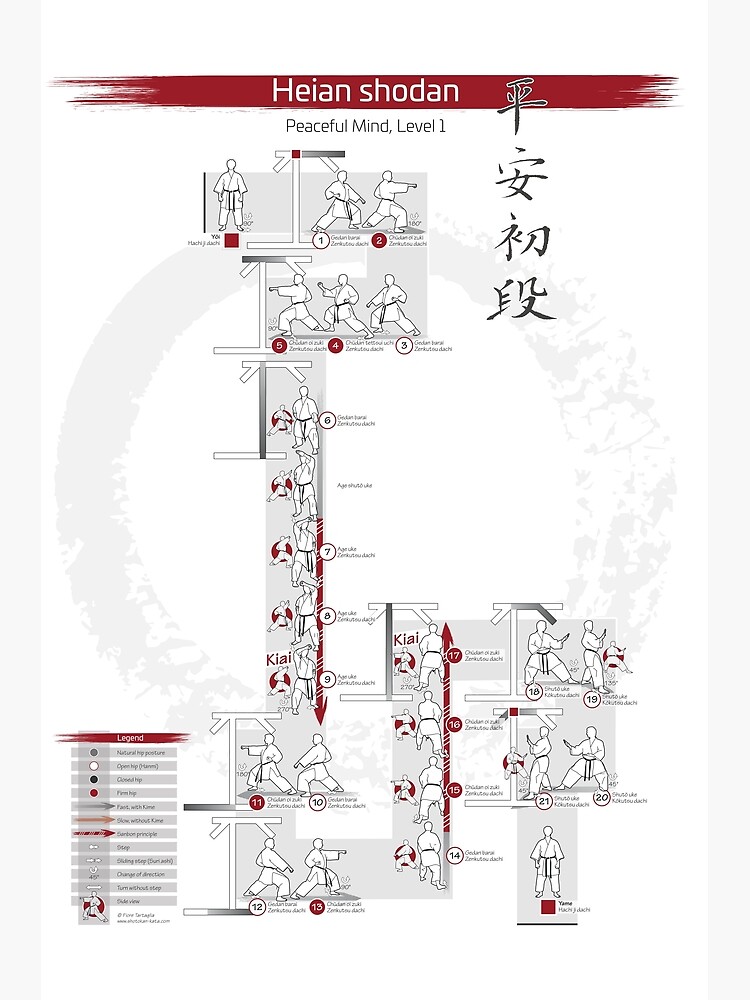 Heian shodan
Peaceful Mind, Level 1
平
安
初
段
Yōi
Hachi ji dachi
90°
1
Gedan barai
Zenkutsu dachi
2
Chūdan oi zuki
Zenkutsu dachi
180°
90°
5
Chūdan oi zuki
Zenkutsu dachi
4
Chūdan tettsui uchi
Zenkutsu dachi
3
Gedan barai
Zenkutsu dachi
6
Gedan barai
Zenkutsu dachi
Age shutō uke
7
Age uke
Zenkutsu dachi
8
Age uke
Zenkutsu dachi
Kiai
9
Age uke
Zenkutsu dachi
270°
180°
11
Chūdan oi zuki
Zenkutsu dachi
10
Gedan barai
Zenkutsu dachi
12
Gedan barai
Zenkutsu dachi
13
Chūdan oi zuki
Zenkutsu dachi
90°
Kiai
17
Chūdan oi zuki
Zenkutsu dachi
270°
16
Chūdan oi zuki
Zenkutsu dachi
15
Chūdan oi zuki
Zenkutsu dachi
14
Gedan barai
Zenkutsu dachi
18
Shutō uke
Kōkutsu dachi
45°
19
Shutō uke
Kōkutsu dachi
135°
45°
21
Shutō uke
Kōkutsu dachi
20
Shutō uke
Kōkutsu dachi
45°
Yame
Hachi ji dachi
Legend
Natural hip posture
Open hip (Hanmi)
Closed hip
Firm hip
Fast, with Kime
Slow, without Kime
Sanbon principle
Step
Sliding step (Suri ashi)
45°
Change of direction
Turn without step
Side view
© Fiore Tartaglia
www.shotokan-kata.com